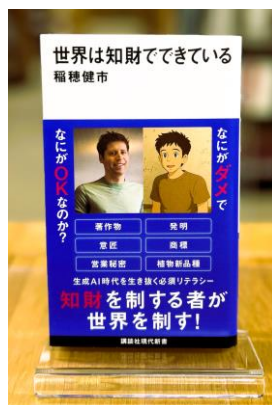 世界は知財でできている
稲穂健市
なにがダメで
なにがOKなのか?
著作物
発明
意匠
商標
営業秘密
植物新品種
生成AI時代を生き抜く必須リテラシー
知財を制する者が
世界を制す!
講談社現代新書